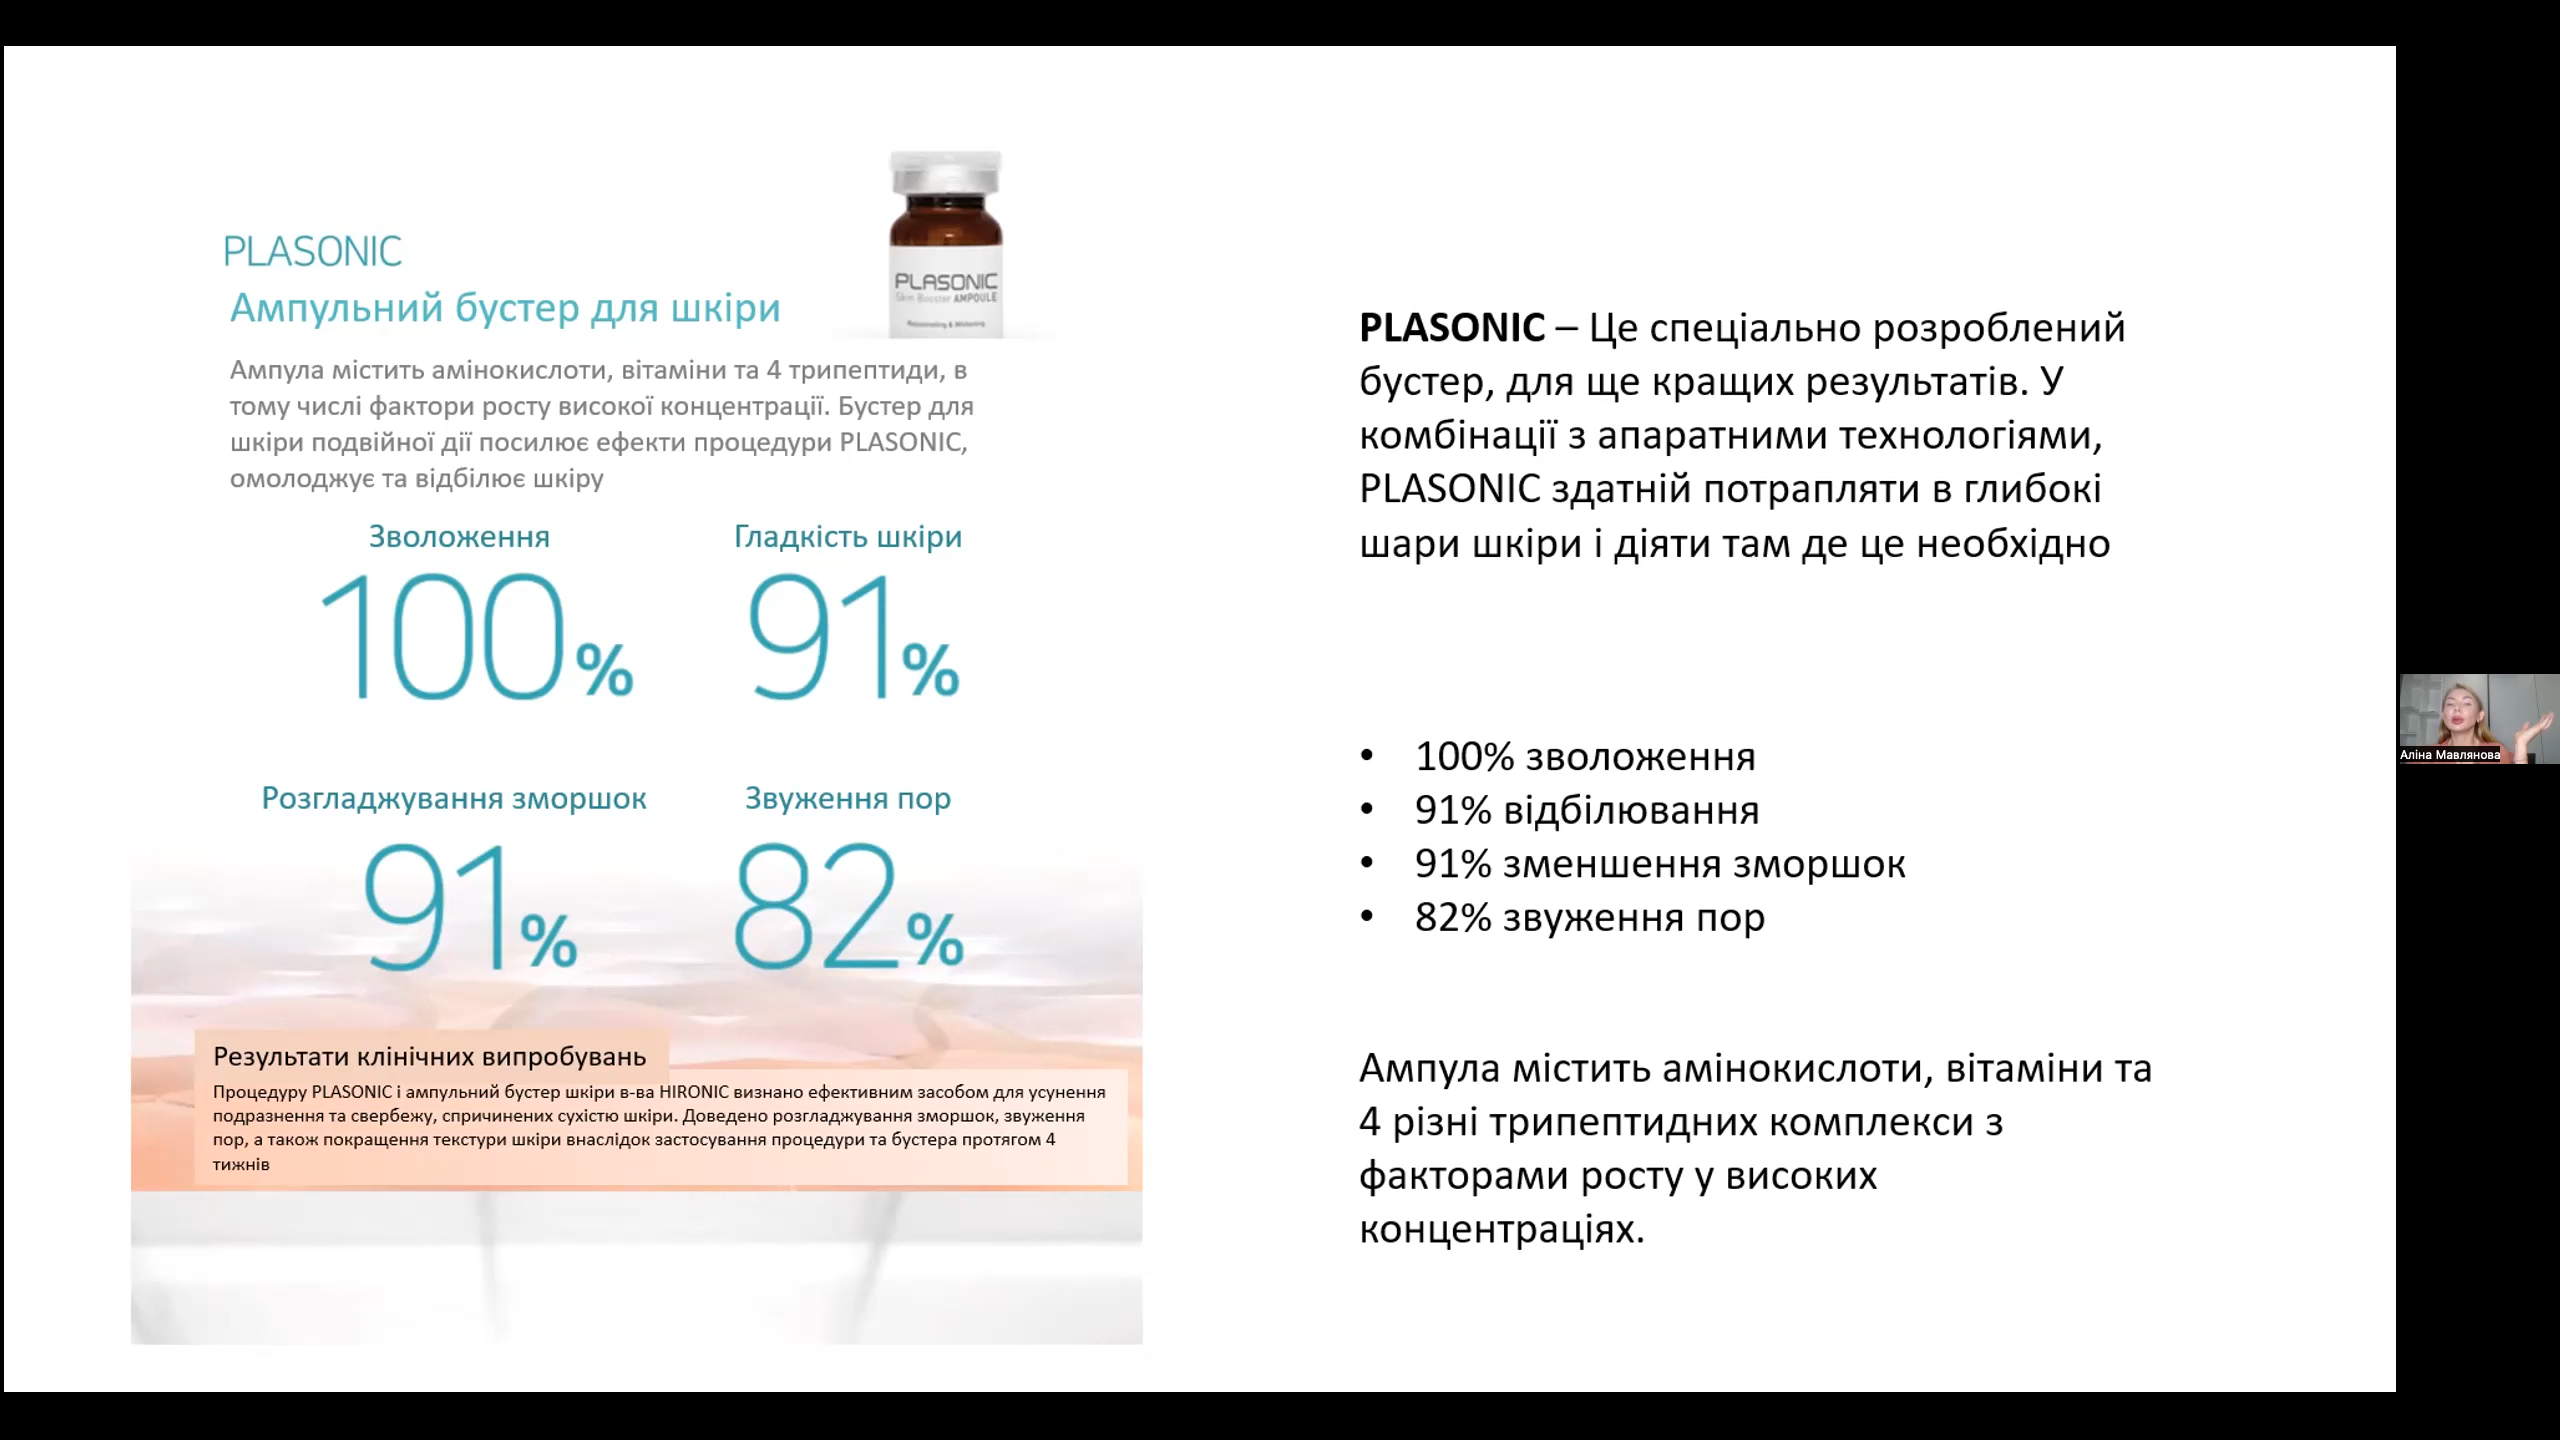 PLASONIC
Ампульний бустер для шкіри
PLASONIC
Skin Booster AMPOULE
Rejuvenating & Whitening
Ампула містить амінокислоти, вітаміни та 4 трипептиди, в
тому числі фактори росту високої концентрації. Бустер для
шкіри подвійної дії посилює ефекти процедури PLASONIC,
омолоджує та відбілює шкіру
Зволоження
100%
Гладкість шкіри
91%
Розгладжування зморшок
91%
Звуження пор
82%
Результати клінічних випробувань
Процедуру PLASONIC і ампульний бустер шкіри в-ва HIRONIC визнано ефективним засобом для усунення
подразнення та свербежу, спричинених сухістю шкіри. Доведено розгладжування зморшок, звуження
пор, а також покращення текстури шкіри внаслідок застосування процедури та бустера протягом 4
тижнів
PLASONIC – Це спеціально розроблений
бустер, для ще кращих результатів. У
комбінації з апаратними технологіями,
PLASONIC здатній потрапляти в глибокі
шари шкіри і діяти там де це необхідно
• 100% зволоження
• 91% відбілювання
• 91% зменшення зморшок
• 82% звуження пор
Ампула містить амінокислоти, вітаміни та
4 різні трипептидних комплекси з
факторами росту у високих
концентраціях.
Аліна Мавлянова